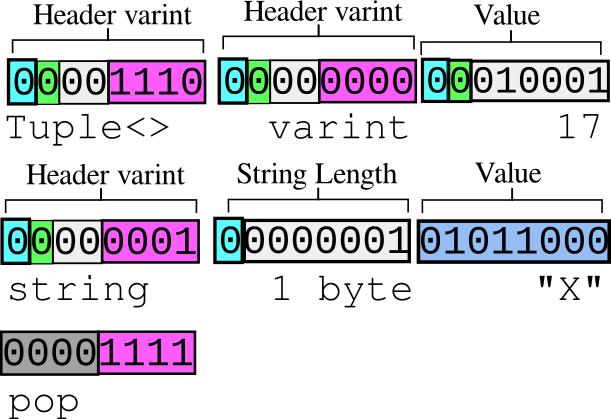 Header varint Header varint Value
00001110 00000000 00010001
Tuple<> varint 17
Header varint String Length Value
00000001 00000001 01011000
string 1 byte "X"
00001111
pop